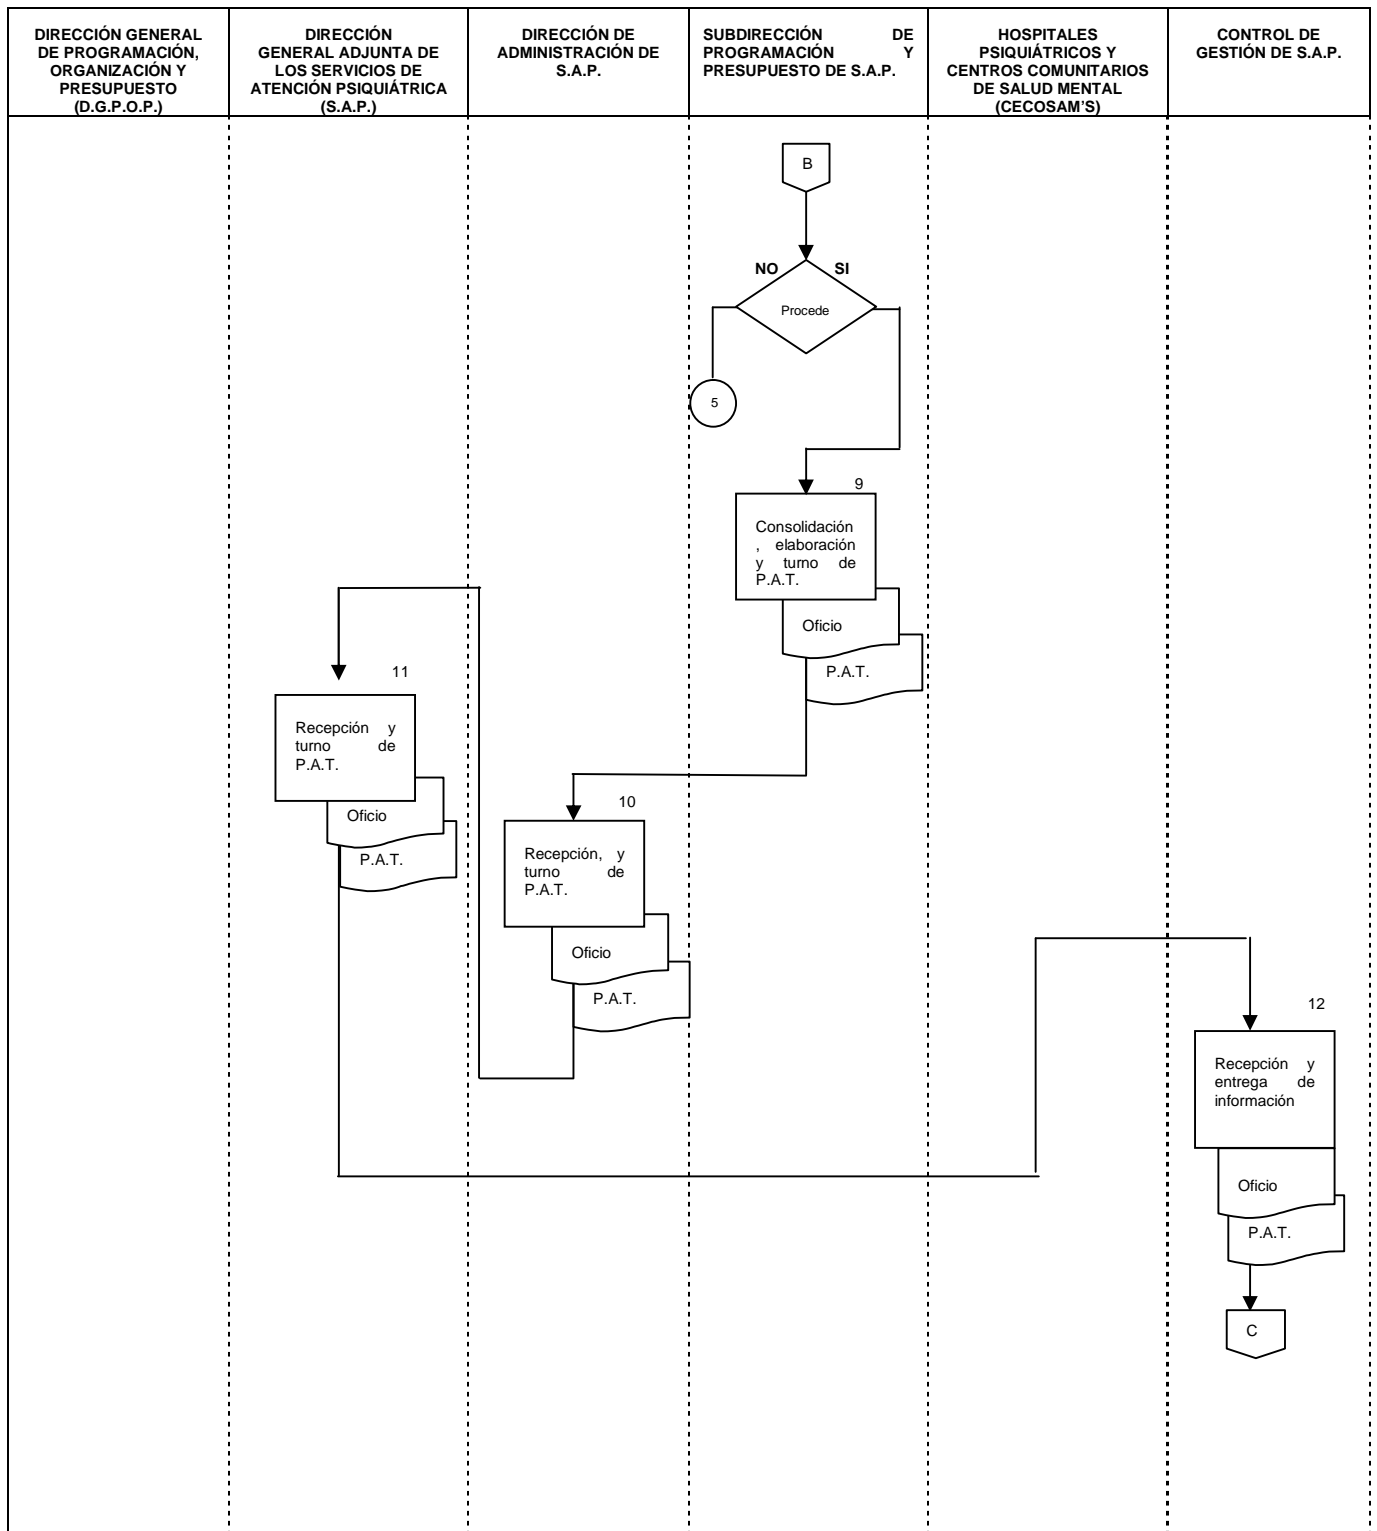 DIRECCIÓN GENERAL
DE PROGRAMACIÓN,
ORGANIZACIÓN Y
PRESUPUESTO
(D.G.P.O.P.)
DIRECCIÓN
GENERAL ADJUNTA DE
LOS SERVICIOS DE
ATENCIÓN PSIQUIÁTRICA
(S.A.P.)
DIRECCIÓN DE
ADMINISTRACIÓN DE
S.A.P.
SUBDIRECCIÓN DE
PROGRAMACIÓN Y
PRESUPUESTO DE S.A.P.
HOSPITALES
PSIQUIÁTRICOS Y
CENTROS COMUNITARIOS
DE SALUD MENTAL
(CECOSAM'S)
CONTROL DE
GESTIÓN DE S.A.P.
B
NO SI
Procede
5
9
Consolidación
, elaboración
y turno de
P.A.T.
Oficio
P.A.T.
11
Recepción y
turno de
P.A.T.
Oficio
P.A.T.
10
Recepción, y
turno de
P.A.T.
Oficio
P.A.T.
12
Recepción y
entrega de
información
Oficio
P.A.T.
C